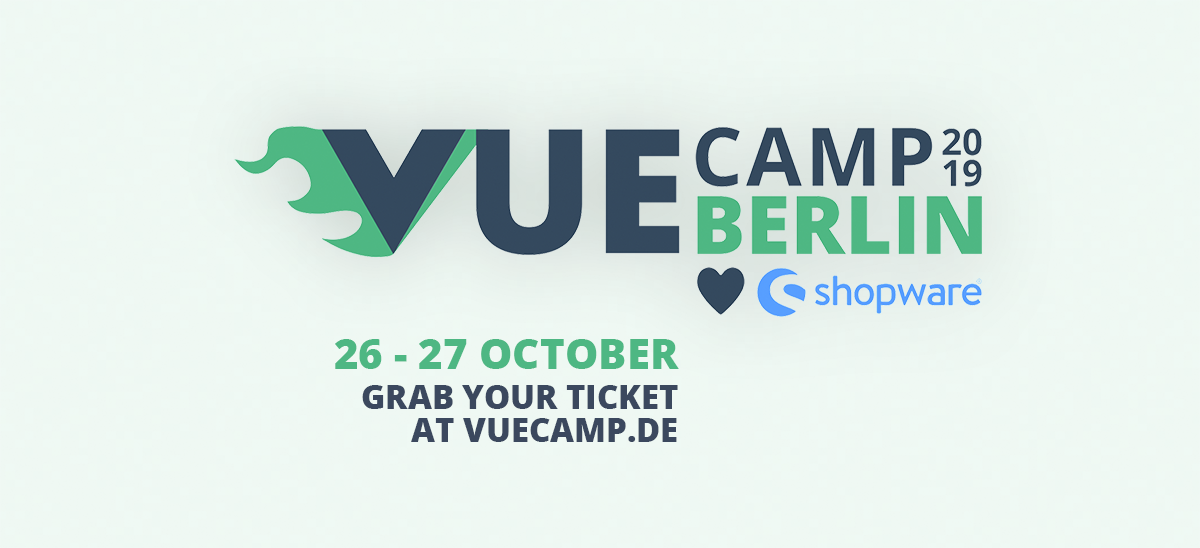 VUE CAMP 2019
BERLIN
shopware
26 - 27 OCTOBER
GRAB YOUR TICKET
AT VUECAMP.DE